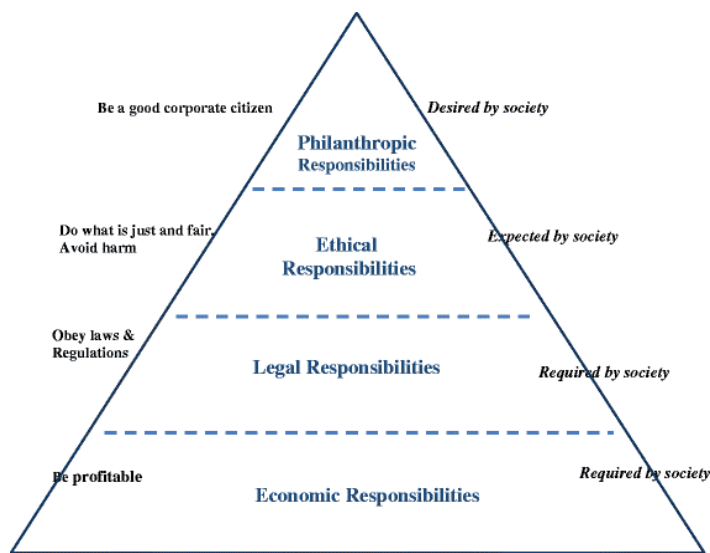 Be a good corporate citizen
Desired by society
Philanthropic
Responsibilities
Do what is just and fair,
Avoid harm
Expected by society
Ethical
Responsibilities
Obey laws &
Regulations
Legal Responsibilities
Required by society
Be profitable
Required by society
Economic Responsibilities